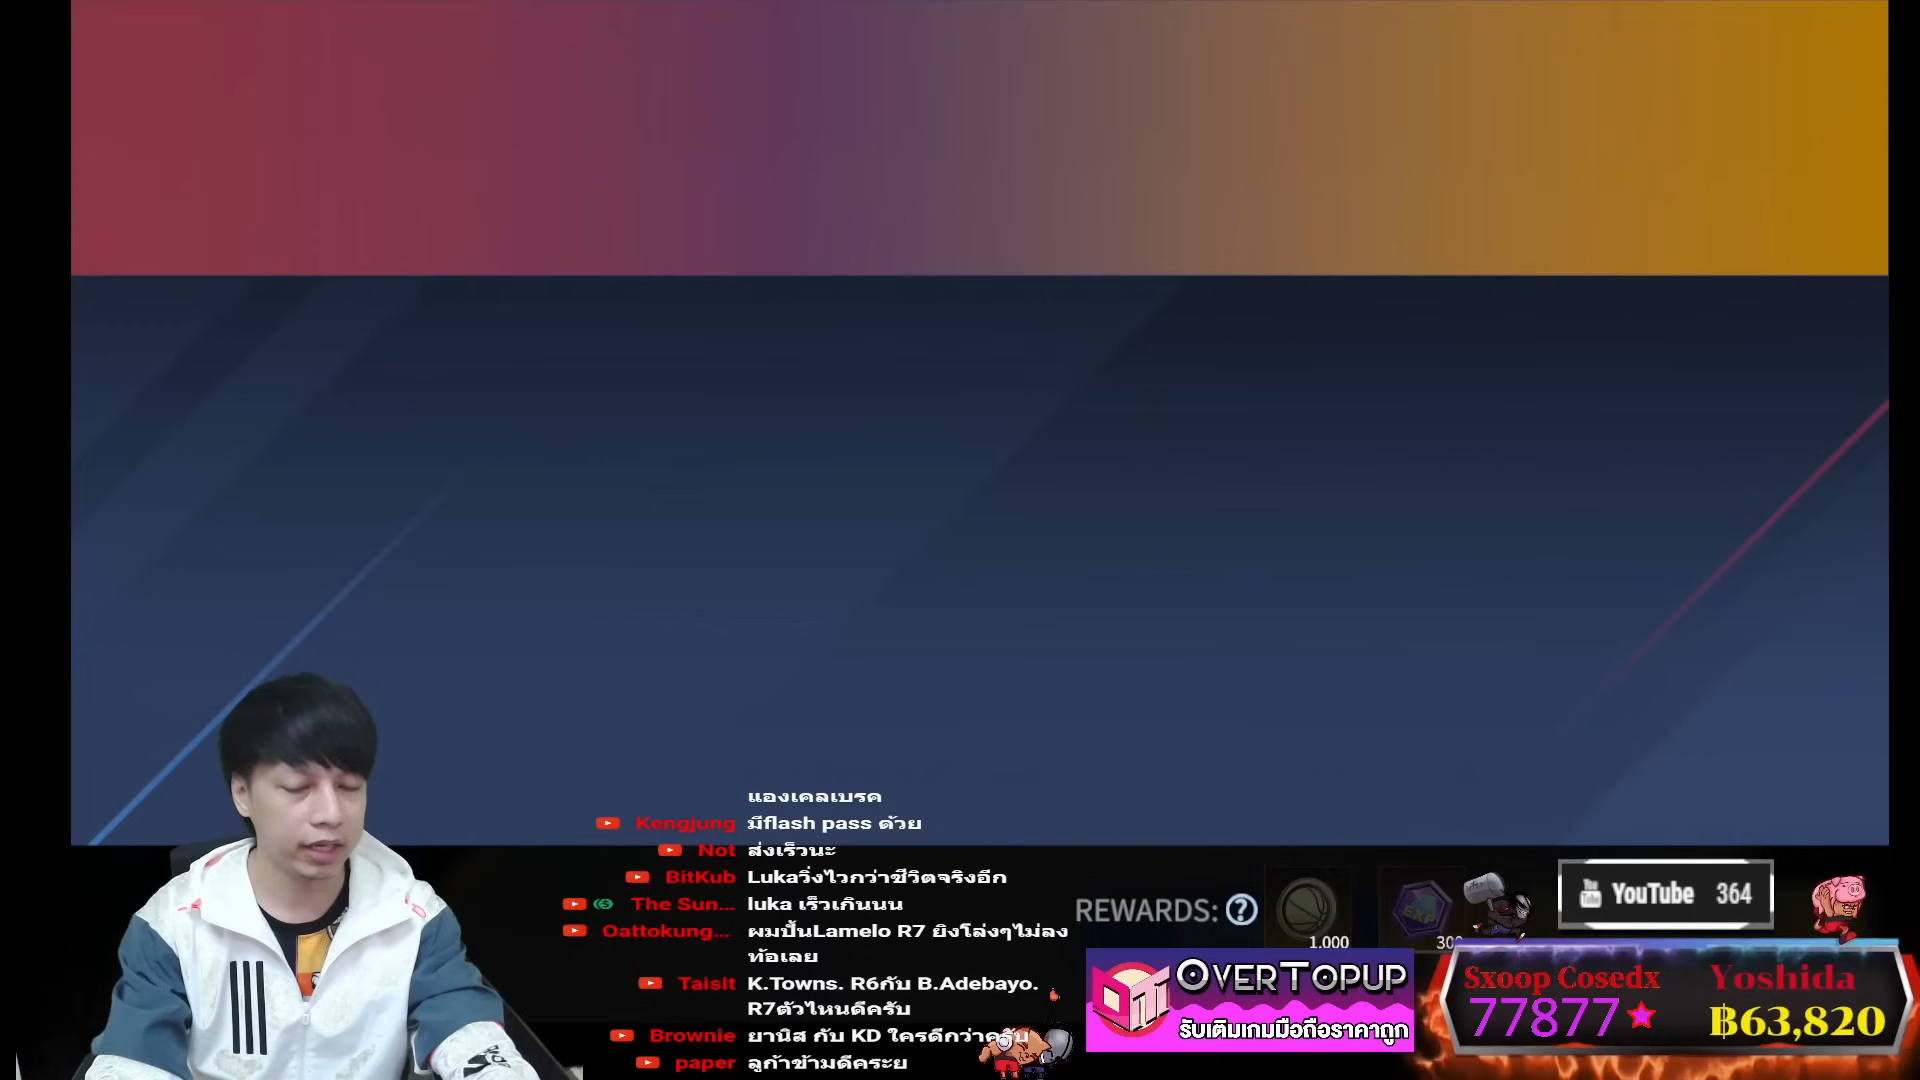 แองเคลเบรค
Kengjung มีflash pass ด้วย
Not ส่งเร็วนะ
BitKub Lukaวิ่งไวกว่าชีวิตจริงอีก
The Sun... luka เร็วเกินนน
Oattokung... ผมปั้นLamelo R7 ยิงโล่งๆไม่ลง
ท้อเลย
Taisit K.Towns. R6กับ B.Adebayo.
R7ตัวไหนดีครับ
Brownie ยานิส กับ KD ใครดีกว่าครับ
paper ลูก้าข้ามดีคระย
REWARDS: ?
1.000
EXP
300
YouTube 364
OVERTOPUP
รับเติมเกมมือถือราคาถูก
Sxoop Cosedx
77877
Yoshida
฿63,820